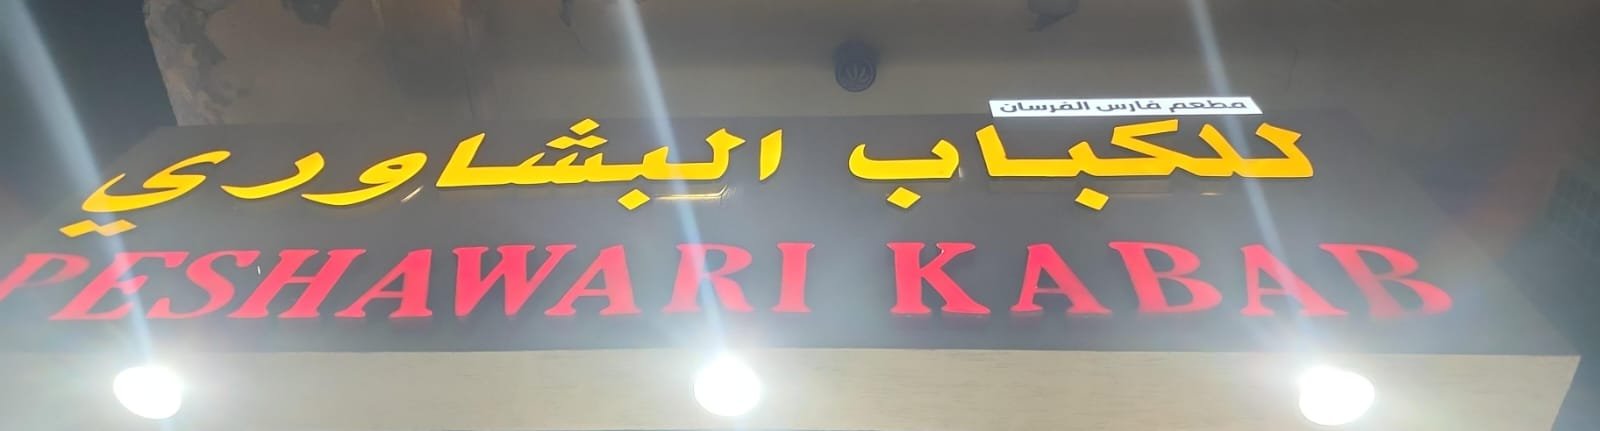 مطعم فارس الفرسان
للكباب البشاوري
PESHAWARI KABAB